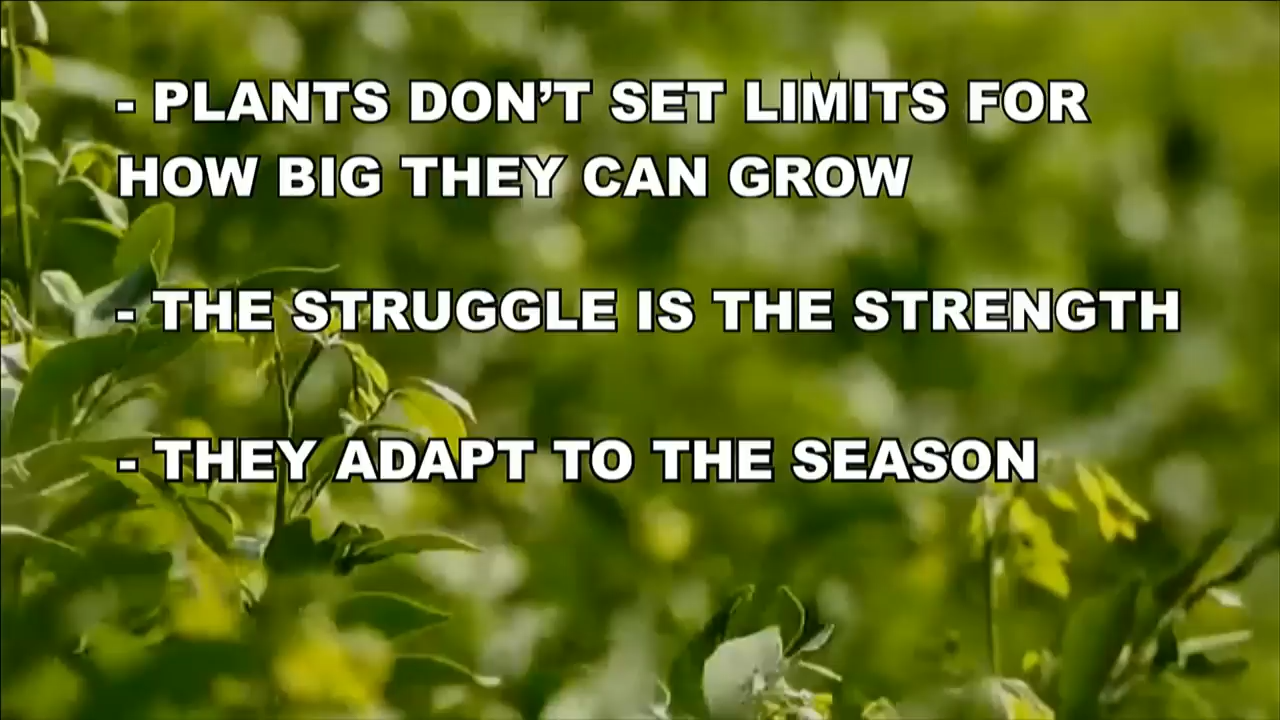 - PLANTS DON’T SET LIMITS FOR
HOW BIG THEY CAN GROW
- THE STRUGGLE IS THE STRENGTH
- THEY ADAPT TO THE SEASON